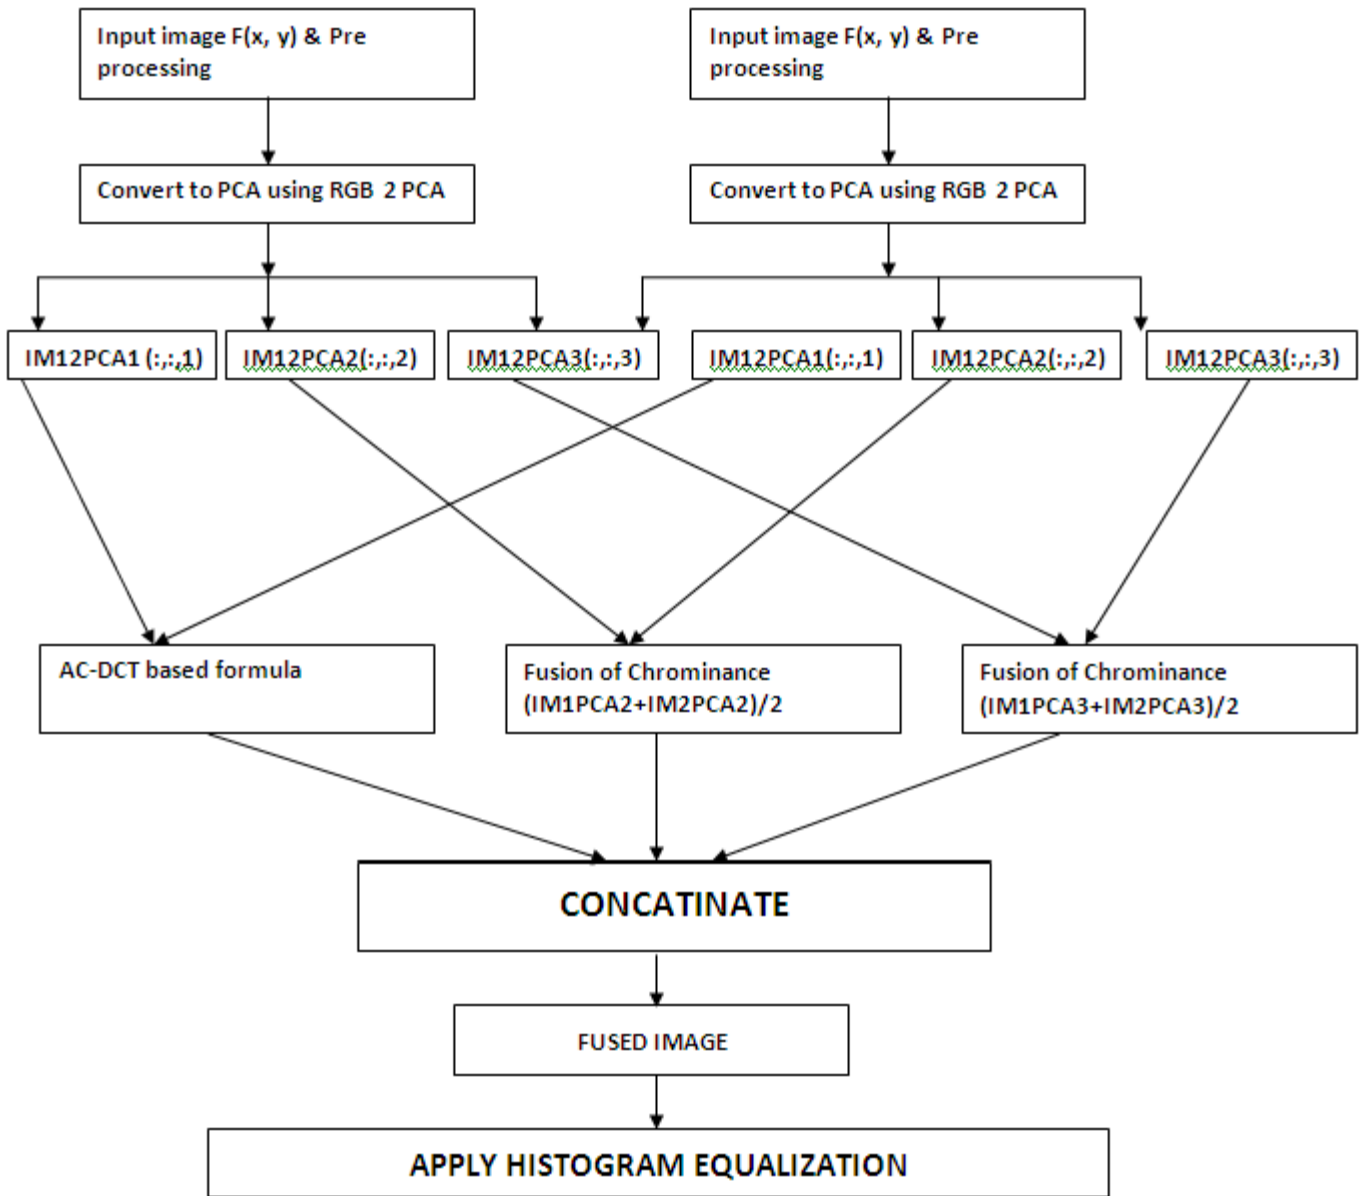 Input image F(x, y) & Pre
processing
Input image F(x, y) & Pre
processing
Convert to PCA using RGB 2 PCA
Convert to PCA using RGB 2 PCA
IM12PCA1 (:,:,1)
IM12PCA2(:,:,2)
IM12PCA3(:,:,3)
IM12PCA1(:,:,1)
IM12PCA2(:,:,2)
IM12PCA3(:,:,3)
AC-DCT based formula
Fusion of Chrominance
(IM1PCA2+IM2PCA2)/2
Fusion of Chrominance
(IM1PCA3+IM2PCA3)/2
CONCATINATE
FUSED IMAGE
APPLY HISTOGRAM EQUALIZATION